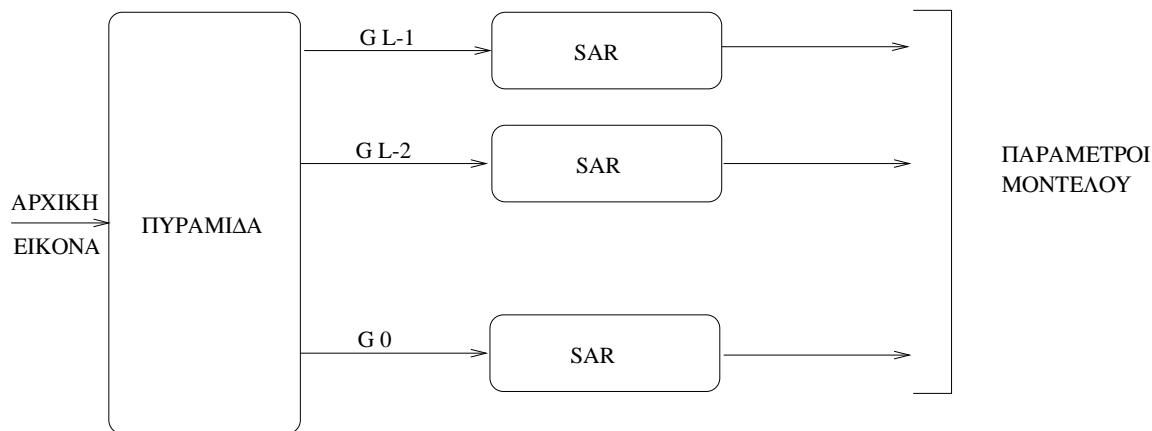 G L-1
SAR
G L-2
SAR
ΠΑΡΑΜΕΤΡΟΙ
ΜΟΝΤΕΛΟΥ
ΑΡΧΙΚΗ
ΕΙΚΟΝΑ
ΠΥΡΑΜΙΔΑ
G 0
SAR